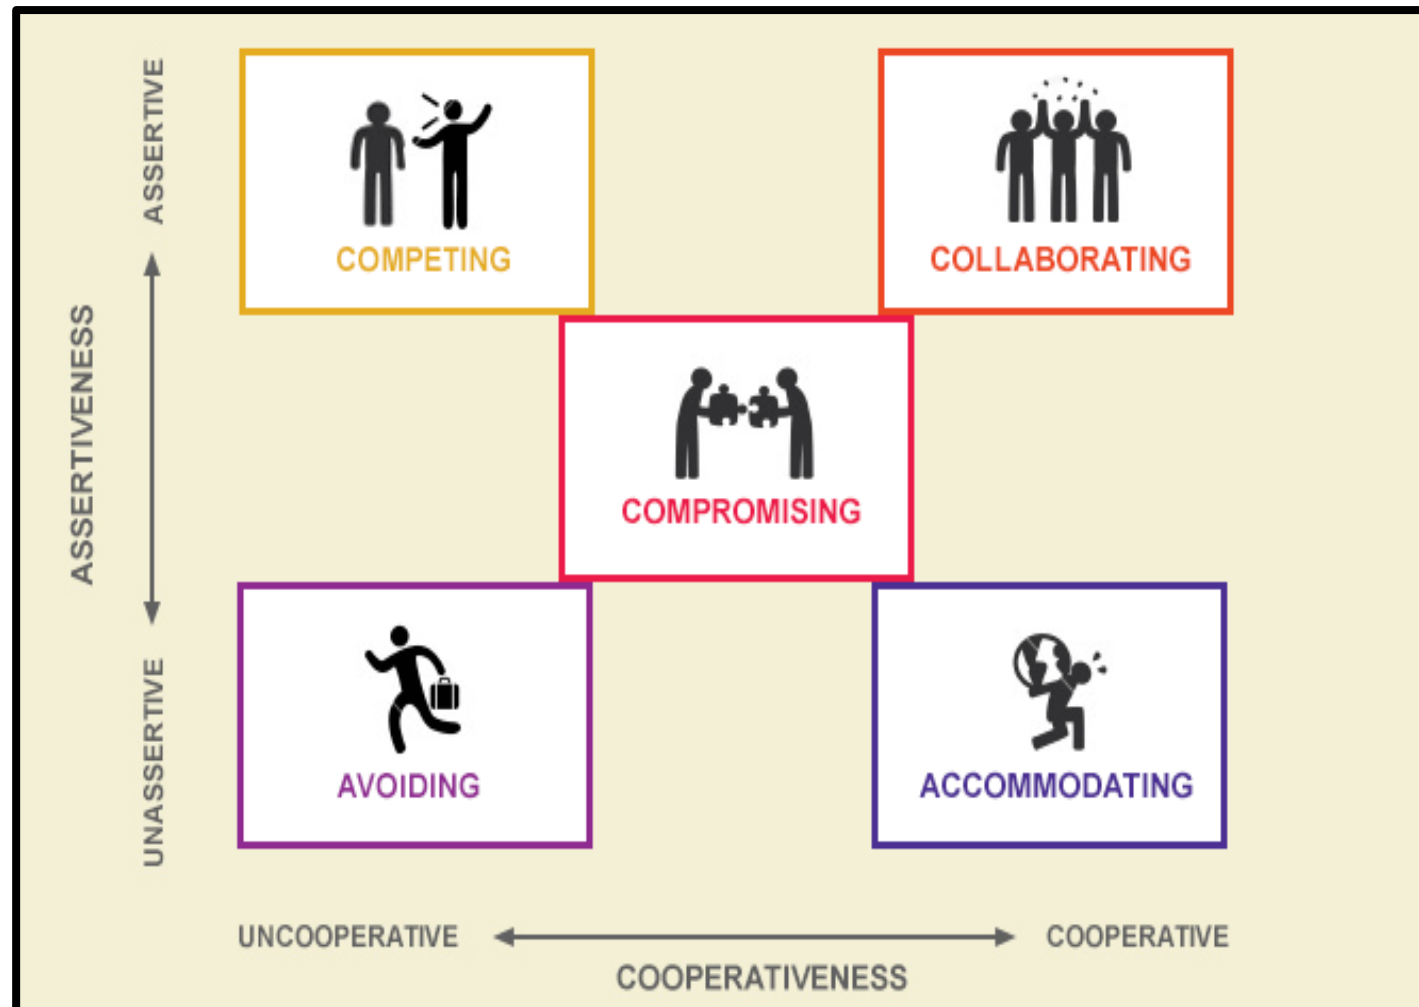 ASSERTIVE
COMPETING
COLLABORATING
ASSERTIVENESS
COMPROMISING
UNASSERTIVE
AVOIDING
ACCOMMODATING
UNCOOPERATIVE
COOPERATIVE
COOPERATIVENESS